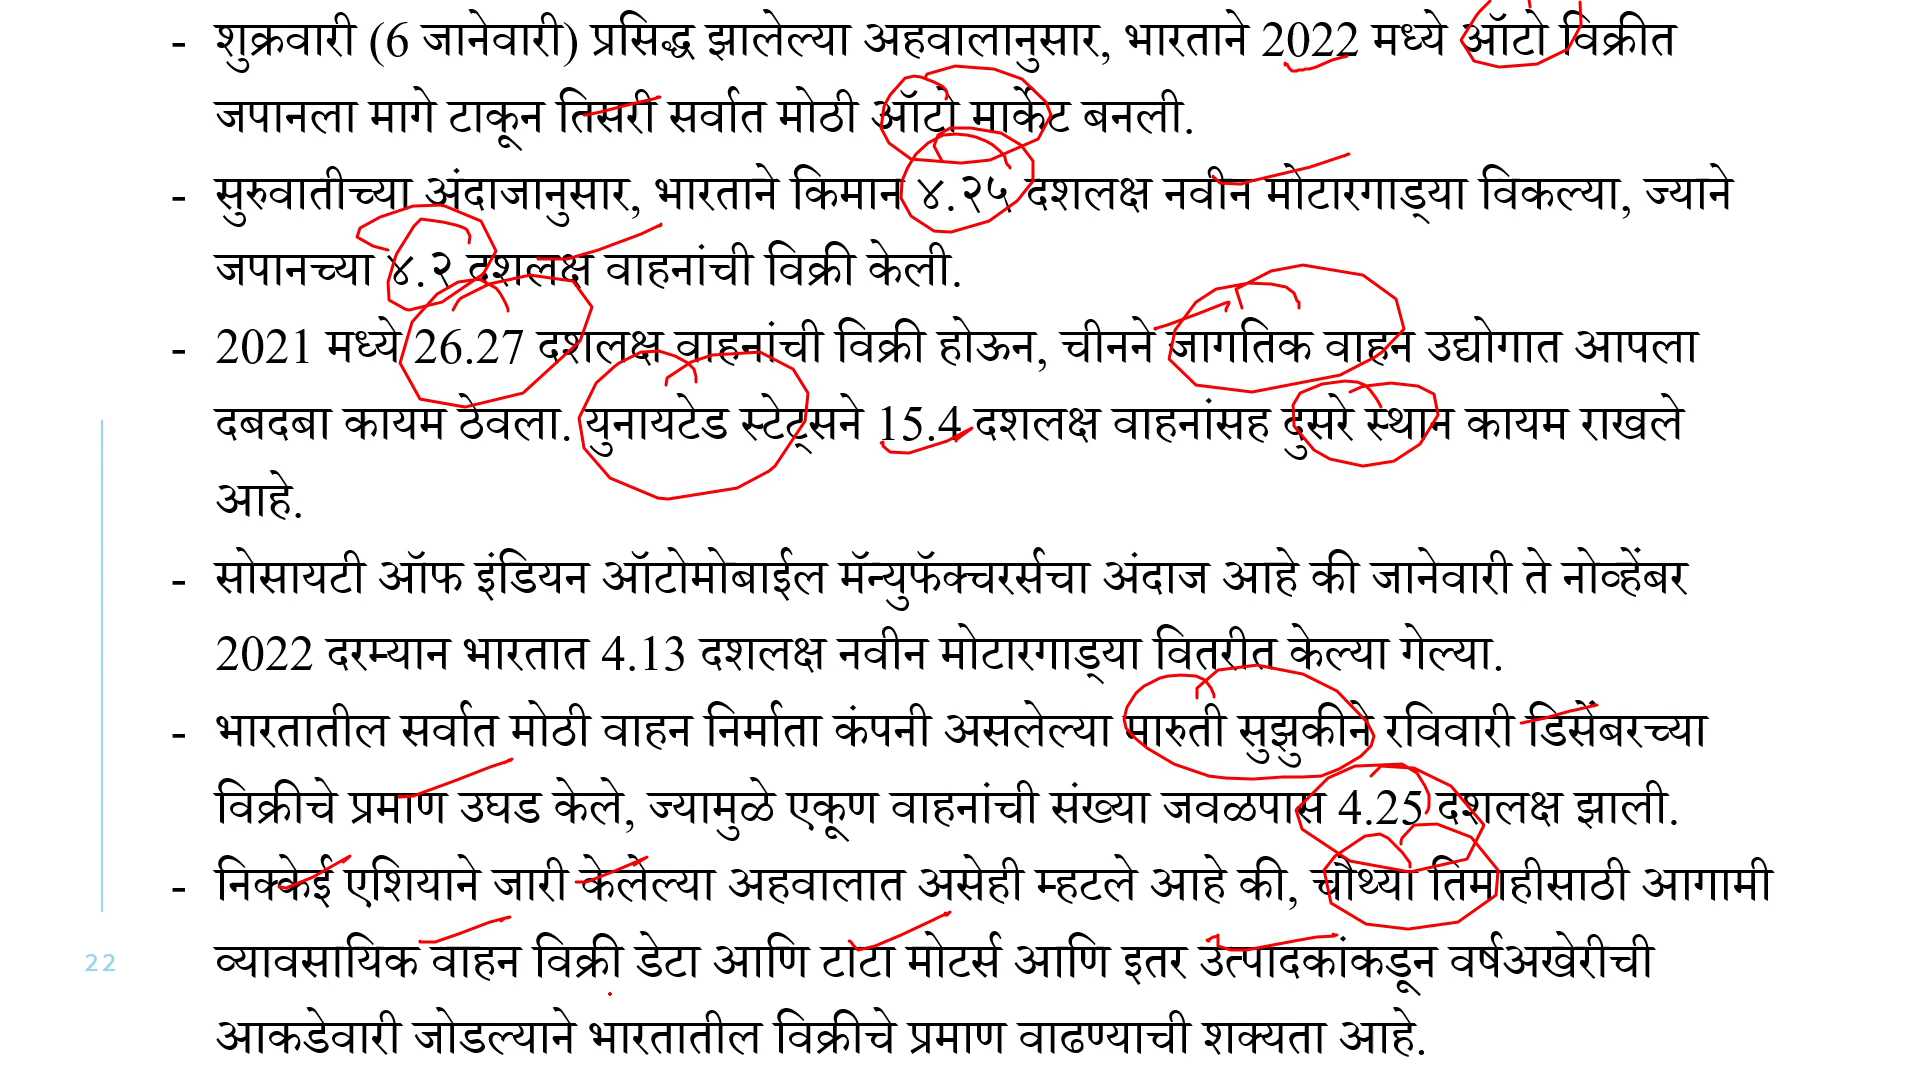 - शुक्रवारी (6 जानेवारी) प्रसिद्ध झालेल्या अहवालानुसार, भारताने 2022 मध्ये ऑटो विक्रीत
जपानला मागे टाकून तिसरी सर्वात मोठी ऑटो मार्केट बनली.
- सुरुवातीच्या अंदाजानुसार, भारताने किमान ४.२५ दशलक्ष नवीन मोटारगाड्या विकल्या, ज्याने
जपानच्या ४.२ दशलक्ष वाहनांची विक्री केली.
- 2021 मध्ये 26.27 दशलक्ष वाहनांची विक्री होऊन, चीनने जागतिक वाहन उद्योगात आपला
दबदबा कायम ठेवला. युनायटेड स्टेट्सने 15.4 दशलक्ष वाहनांसह दुसरे स्थान कायम राखले
आहे.
- सोसायटी ऑफ इंडियन ऑटोमोबाईल मॅन्युफॅक्चरर्सचा अंदाज आहे की जानेवारी ते नोव्हेंबर
2022 दरम्यान भारतात 4.13 दशलक्ष नवीन मोटारगाड्या वितरीत केल्या गेल्या.
- भारतातील सर्वात मोठी वाहन निर्माता कंपनी असलेल्या मारुती सुझुकीने रविवारी डिसेंबरच्या
विक्रीचे प्रमाण उघड केले, ज्यामुळे एकूण वाहनांची संख्या जवळपास 4.25 दशलक्ष झाली.
- निक्केई एशियाने जारी केलेल्या अहवालात असेही म्हटले आहे की, चौथ्या तिमाहीसाठी आगामी
व्यावसायिक वाहन विक्री डेटा आणि टाटा मोटर्स आणि इतर उत्पादकांकडून वर्षअखेरीची
आकडेवारी जोडल्याने भारतातील विक्रीचे प्रमाण वाढण्याची शक्यता आहे.
22